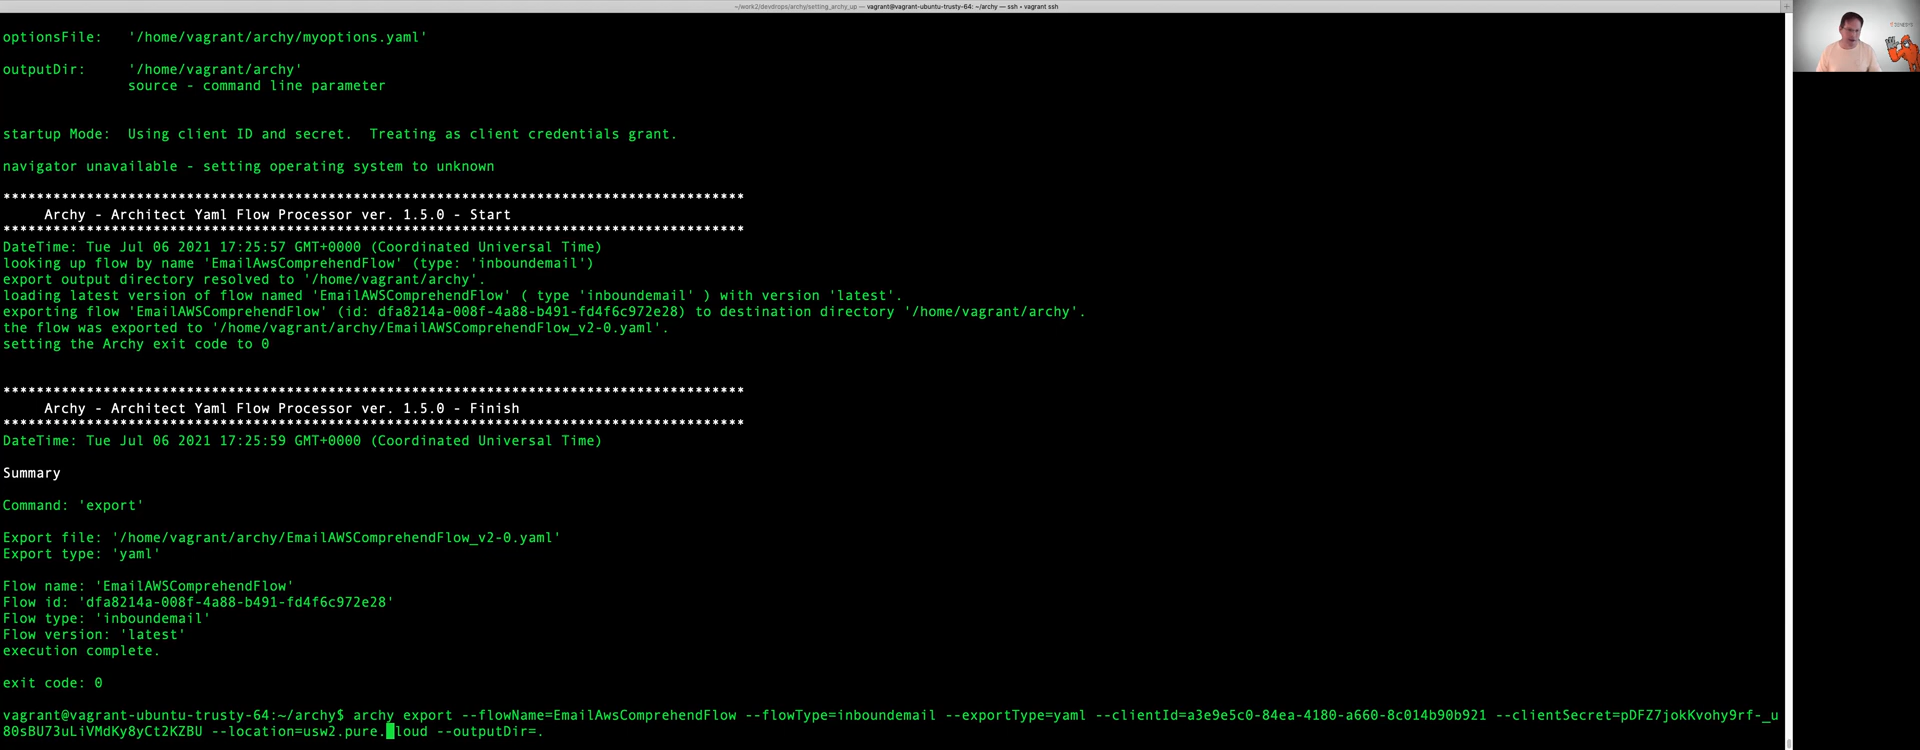 ~/work2/devdrops/archy/setting_archy_up — vagrant@vagrant-ubuntu-trusty-64: ~/archy — ssh • vagrant ssh
optionsFile: '/home/vagrant/archy/myoptions.yaml'
outputDir: '/home/vagrant/archy'
source - command line parameter
startup Mode: Using client ID and secret. Treating as client credentials grant.
navigator unavailable - setting operating system to unknown
*****************************************************************************************
Archy - Architect Yaml Flow Processor ver. 1.5.0 - Start
*****************************************************************************************
DateTime: Tue Jul 06 2021 17:25:57 GMT+0000 (Coordinated Universal Time)
looking up flow by name 'EmailAwsComprehendFlow' (type: 'inboundemail')
export output directory resolved to '/home/vagrant/archy'.
loading latest version of flow named 'EmailAWSComprehendFlow' ( type 'inboundemail' ) with version 'latest'.
exporting flow 'EmailAWSComprehendFlow' (id: dfa8214a-008f-4a88-b491-fd4f6c972e28) to destination directory '/home/vagrant/archy'.
the flow was exported to '/home/vagrant/archy/EmailAWSComprehendFlow_v2-0.yaml'.
setting the Archy exit code to 0
*****************************************************************************************
Archy - Architect Yaml Flow Processor ver. 1.5.0 - Finish
*****************************************************************************************
DateTime: Tue Jul 06 2021 17:25:59 GMT+0000 (Coordinated Universal Time)
Summary
Command: 'export'
Export file: '/home/vagrant/archy/EmailAWSComprehendFlow_v2-0.yaml'
Export type: 'yaml'
Flow name: 'EmailAWSComprehendFlow'
Flow id: 'dfa8214a-008f-4a88-b491-fd4f6c972e28'
Flow type: 'inboundemail'
Flow version: 'latest'
execution complete.
exit code: 0
vagrant@vagrant-ubuntu-trusty-64:~/archy$ archy export --flowName=EmailAwsComprehendFlow --flowType=inboundemail --exportType=yaml --clientId=a3e9e5c0-84ea-4180-a660-8c014b90b921 --clientSecret=pDFZ7jokKvohy9rf-_u
80sBU73uLiVMdKy8yCt2KZBU --location=usw2.pure.loud --outputDir=.